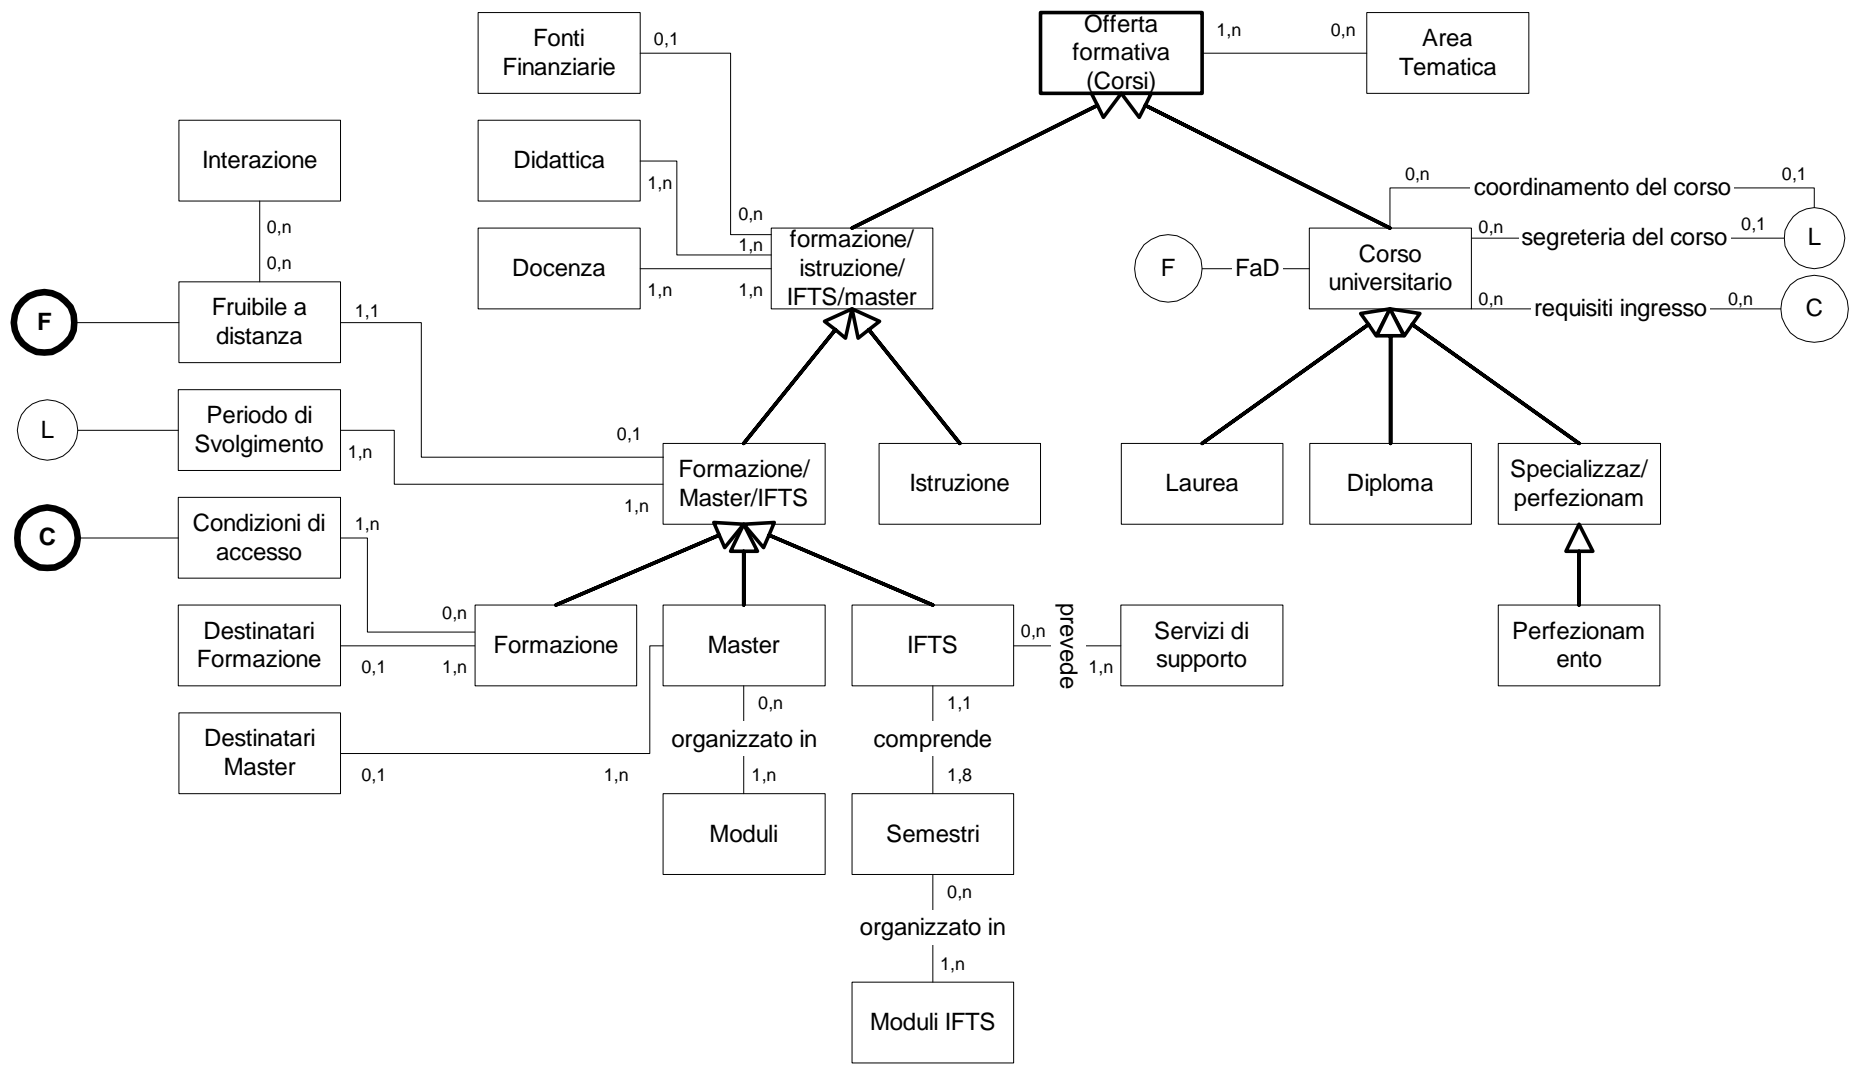 Offerta
formativa
(Corsi)
1,n
0,n
Area
Tematica
Fonti
Finanziarie
0,1
Interazione
Didattica
1,n
0,n
0,n
coordinamento del corso
0,1
0,n
0,n
segreteria del corso
0,1
L
F
FaD
Corso
universitario
0,n
requisiti ingresso
0,n
C
formazione/
istruzione/
IFTS/master
0,n
1,n
1,n
Docenza
1,n
F
Fruibile a
distanza
1,1
L
Periodo di
Svolgimento
1,n
0,1
Formazione/
Master/IFTS
1,n
Istruzione
Laurea
Diploma
Specializzaz/
perfezionam
C
Condizioni di
accesso
1,n
0,n
Destinatari
Formazione
0,1
1,n
Formazione
Master
IFTS
0,n
prevede
1,n
Servizi di
supporto
Perfezionam
ento
Destinatari
Master
0,1
1,n
0,n
organizzato in
1,n
Moduli
1,1
comprende
1,8
Semestri
0,n
organizzato in
1,n
Moduli IFTS